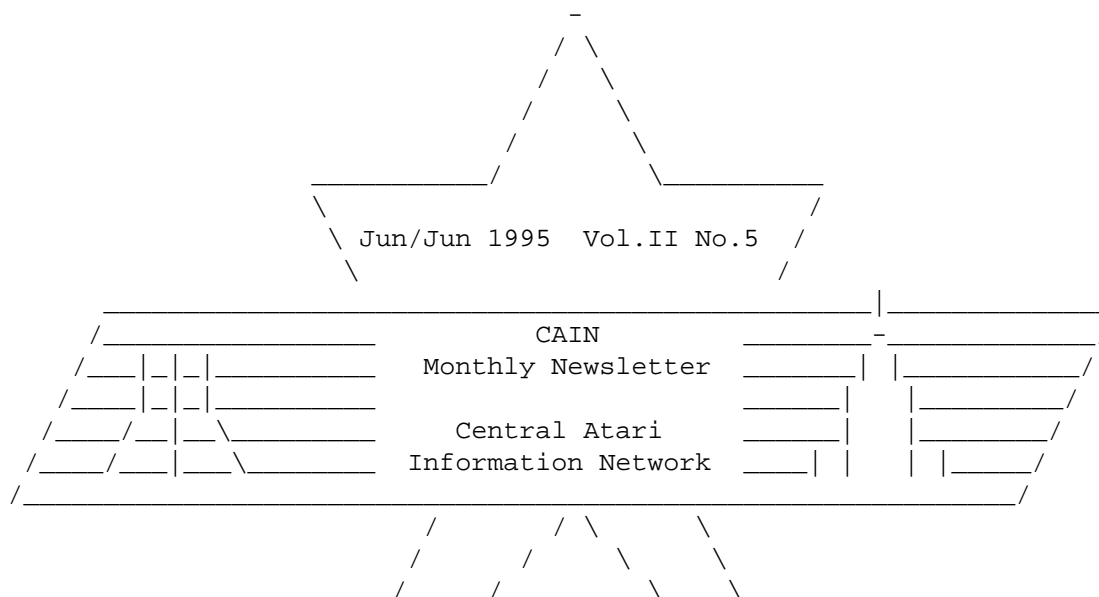 Jun/Jun 1995 Vol.II No.5
CAIN
Monthly Newsletter
Central Atari
Information Network